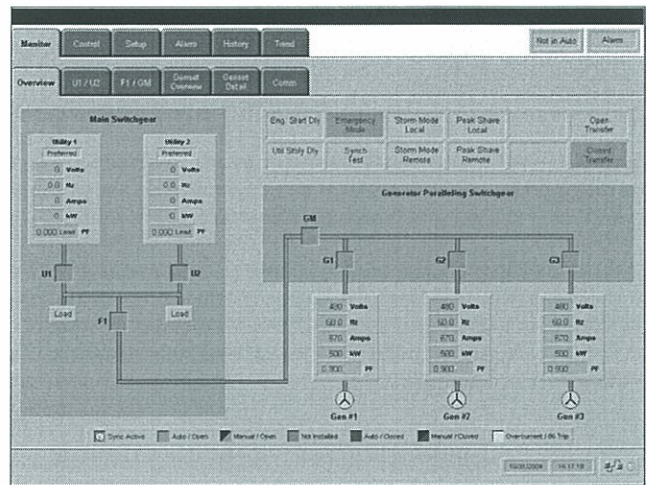 Monitor Control Setup Alarm History Trend Not in Auto Alarm
Overview U1 / U2 F1 / GM Genset Overview Genset Detail Comm
Main Switchgear
Utility 1
Preferred
0 Volts
0.0 Hz
0 Amps
0 kW
0.000 Lead PF
Utility 2
Preferred
0 Volts
0.0 Hz
0 Amps
0 kW
0.000 Lead PF
U1
U2
Load
F1
Load
Eng. Start Dly Emergency Mode Storm Mode Local Peak Shave Local Open Transfer
Util Stbly Dly Synch Test Storm Mode Remote Peak Shave Remote Closed Transfer
Generator Paralleling Switchgear
GM
G1
G2
G3
480 Volts
60.0 Hz
670 Amps
500 kW
0.900 PF
Gen #1
480 Volts
60.0 Hz
670 Amps
500 kW
0.900 PF
Gen #2
480 Volts
60.0 Hz
670 Amps
500 kW
0.900 PF
Gen #3
Sync Active Auto / Open Manual / Open Not Installed Auto / Closed Manual / Closed Overcurrent / 86 Trip